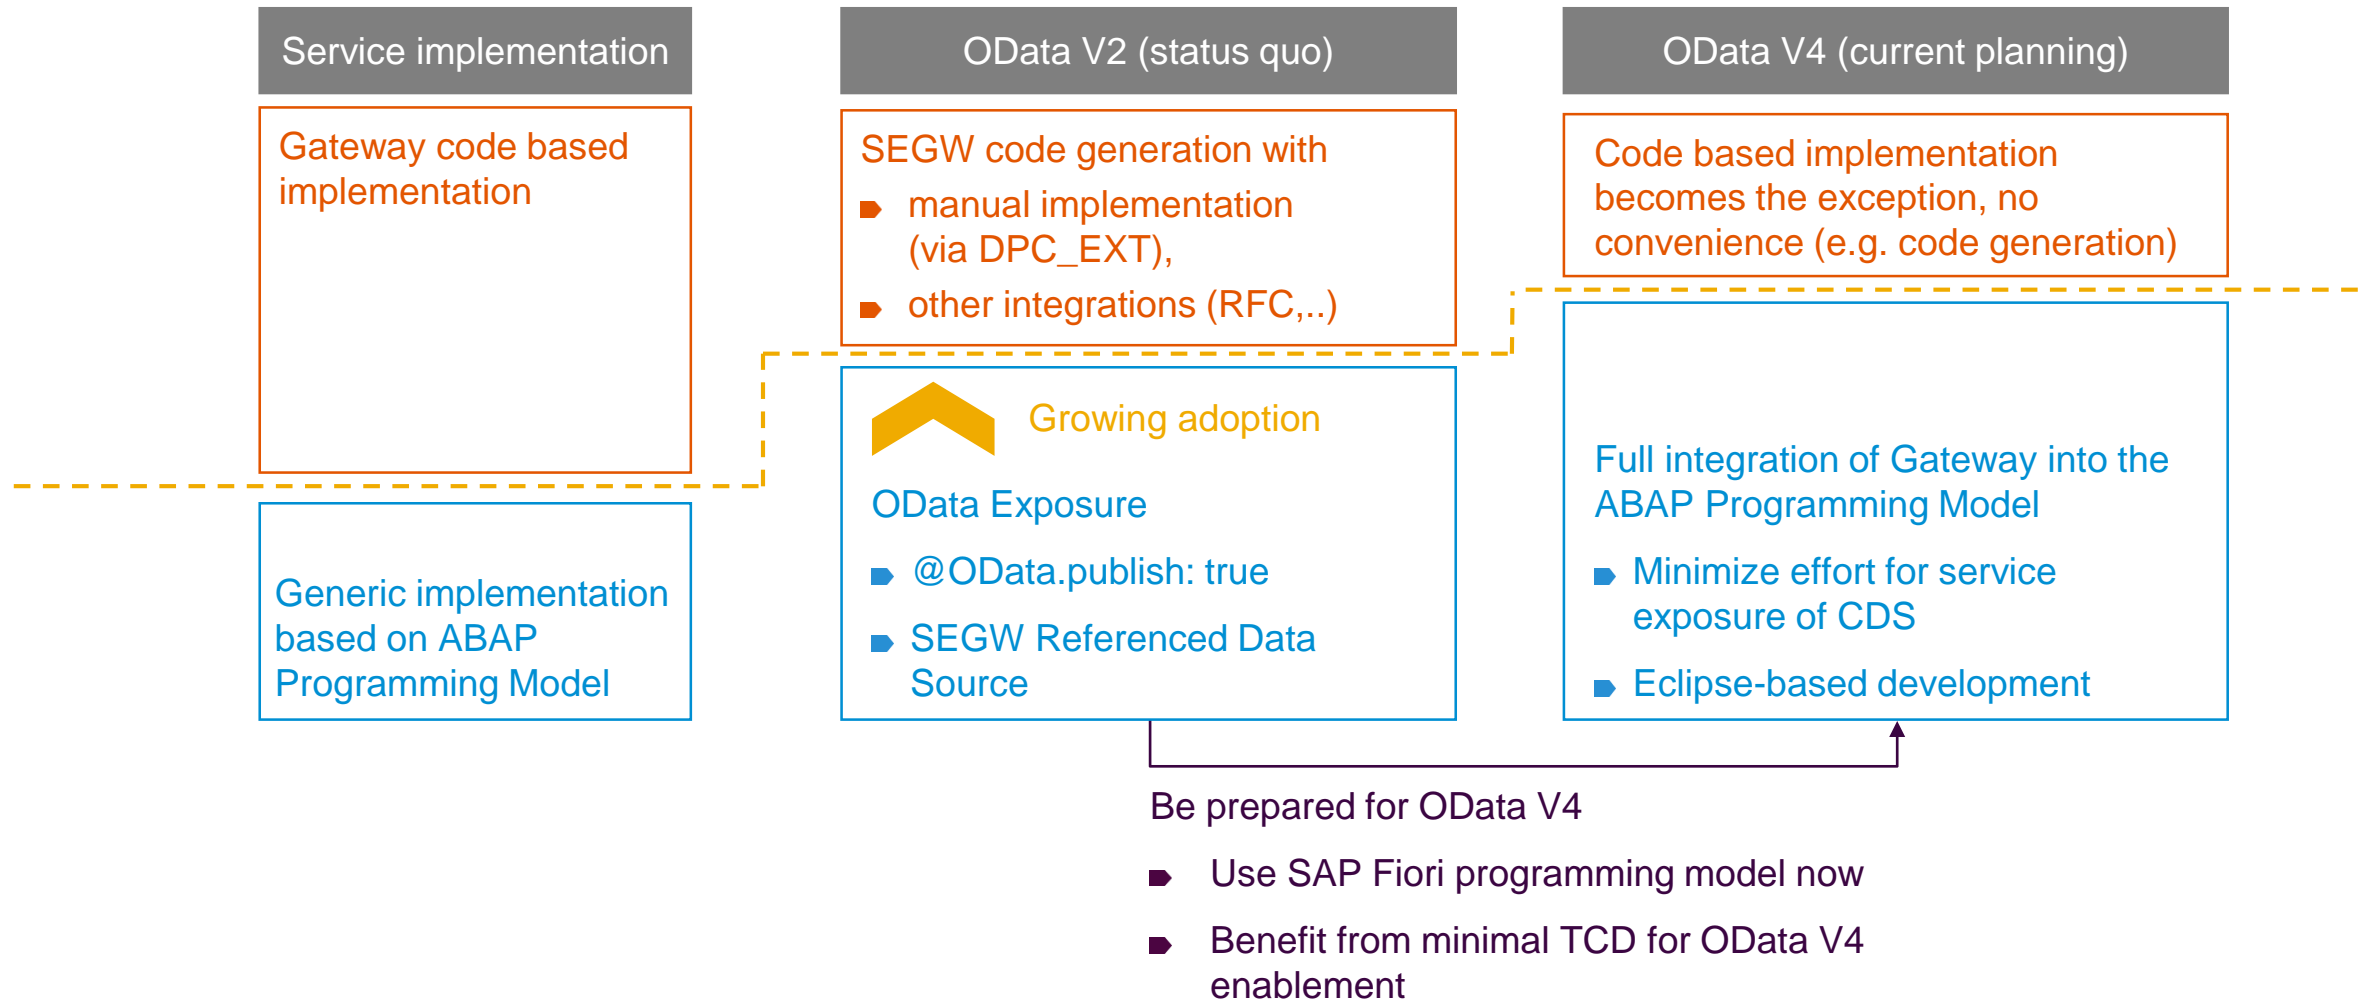 Service implementation
OData V2 (status quo)
OData V4 (current planning)
Gateway code based
implementation
SEGW code generation with
manual implementation
(via DPC_EXT),
other integrations (RFC,..)
Code based implementation
becomes the exception, no
convenience (e.g. code generation)
Generic implementation
based on ABAP
Programming Model
Growing adoption
OData Exposure
@OData.publish: true
SEGW Referenced Data
Source
Full integration of Gateway into the
ABAP Programming Model
Minimize effort for service
exposure of CDS
Eclipse-based development
Be prepared for OData V4
Use SAP Fiori programming model now
Benefit from minimal TCD for OData V4
enablement